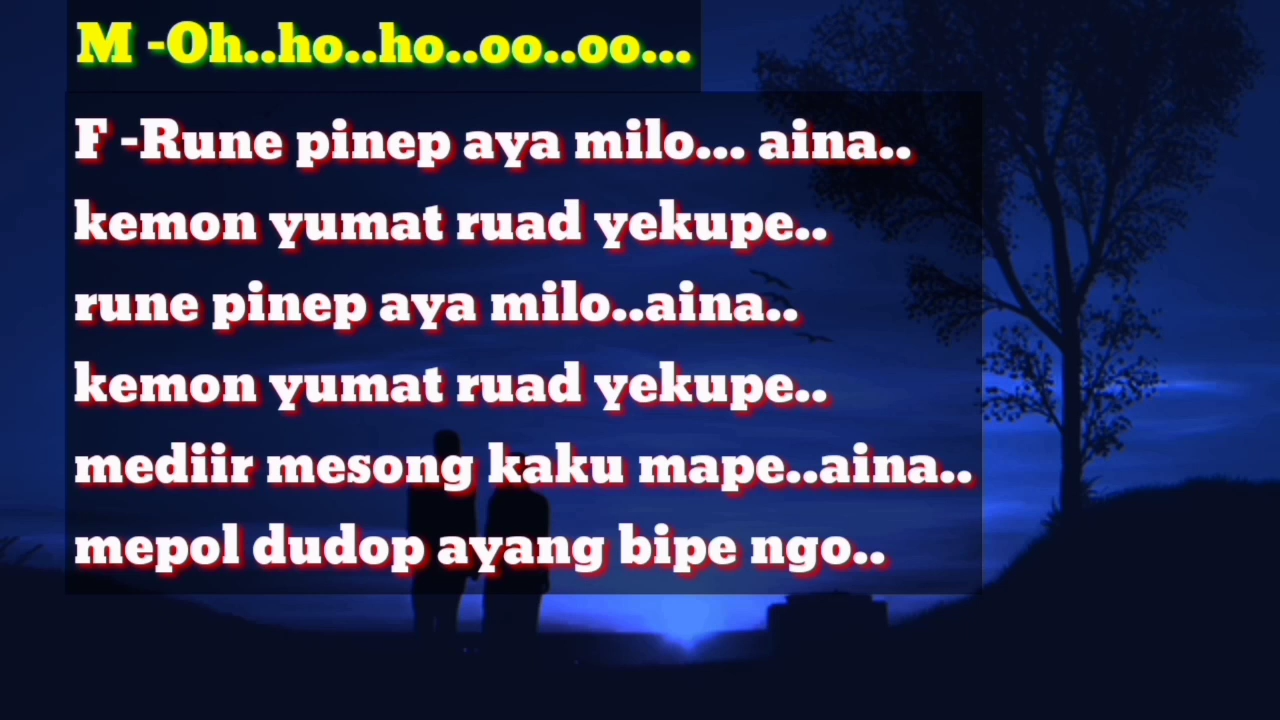 M -Oh..ho..ho..oo..oo...
F -Rune pinep aya milo... aina..
kemon yumat ruad yekupe..
rune pinep aya milo..aina..
kemon yumat ruad yekupe..
mediir mesong kaku mape..aina..
mepol dudop ayang bipe ngo..